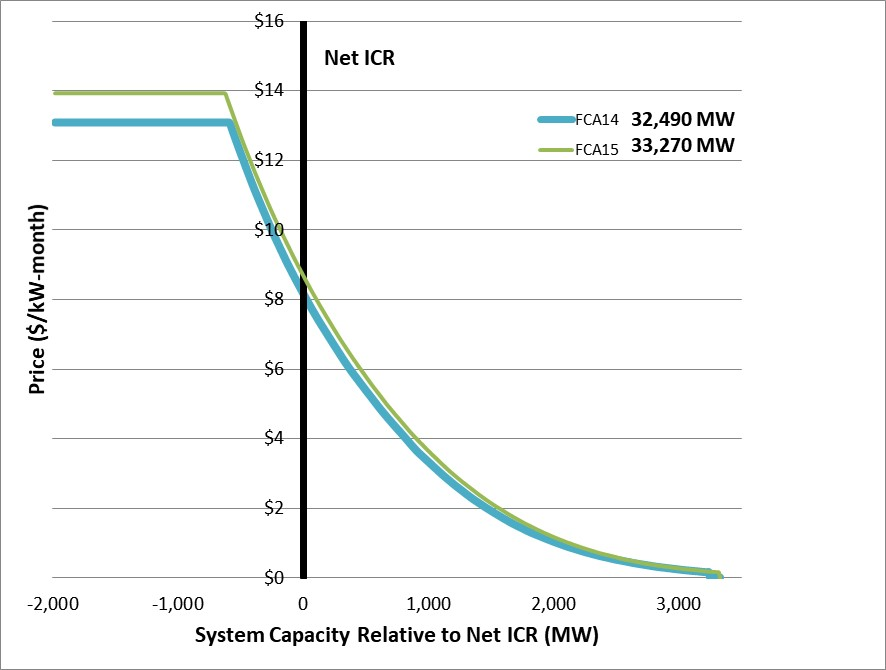 $16
Net ICR
$14
FCA14 32,490 MW
$12
FCA15 33,270 MW
$10
$8
$6
$4
$2
$0
Price ($/kW-month)
-2,000 -1,000 0 1,000 2,000 3,000
System Capacity Relative to Net ICR (MW)